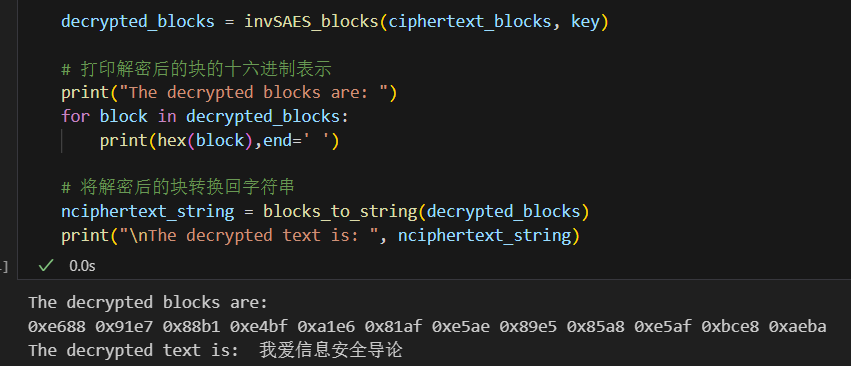 decrypted_blocks = invSAES_blocks(ciphertext_blocks, key)
# 打印解密后的块的十六进制表示
print("The decrypted blocks are: ")
for block in decrypted_blocks:
    print(hex(block),end=' ')
# 将解密后的块转换回字符串
nciphertext_string = blocks_to_string(decrypted_blocks)
print("\nThe decrypted text is: ", nciphertext_string)
] ✓ 0.0s
The decrypted blocks are:
0xe688 0x91e7 0x88b1 0xe4bf 0xa1e6 0x81af 0xe5ae 0x89e5 0x85a8 0xe5af 0xbce8 0xaeba
The decrypted text is:  我爱信息安全导论